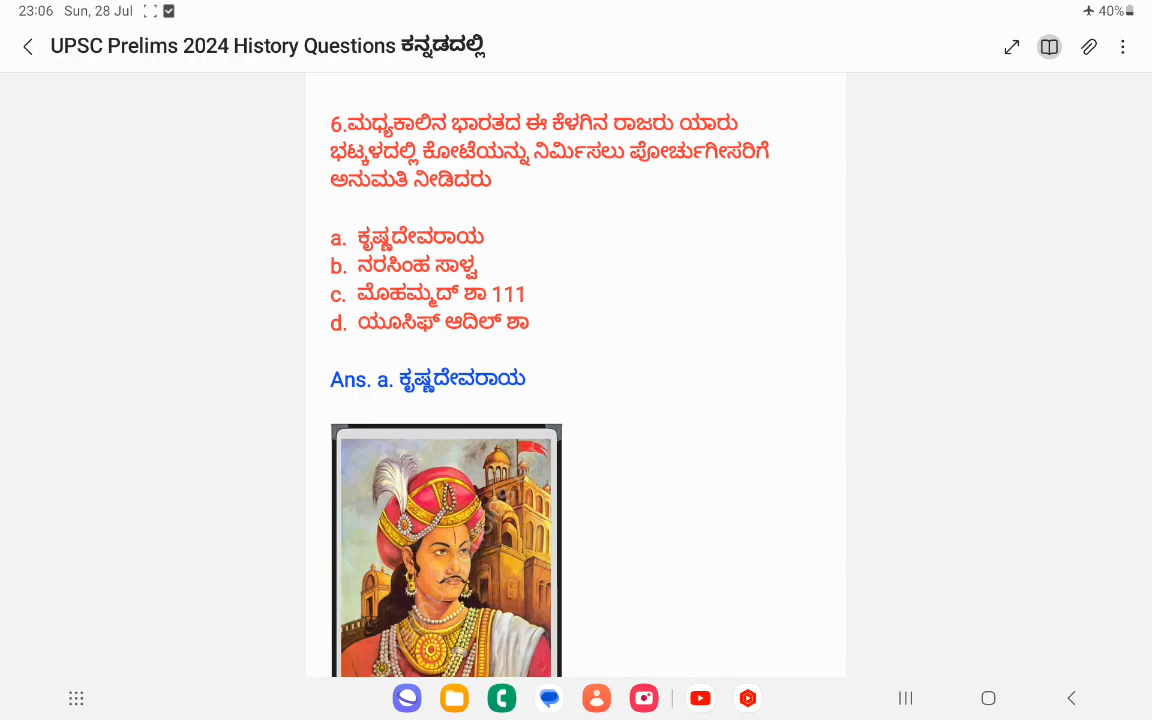 23:06 Sun, 28 Jul
40%
UPSC Prelims 2024 History Questions ಕನ್ನಡದಲ್ಲಿ
6.ಮಧ್ಯಕಾಲಿನ ಭಾರತದ ಈ ಕೆಳಗಿನ ರಾಜರು ಯಾರು
ಭಟ್ಕಳದಲ್ಲಿ ಕೋಟೆಯನ್ನು ನಿರ್ಮಿಸಲು ಪೋರ್ಚುಗೀಸರಿಗೆ
ಅನುಮತಿ ನೀಡಿದರು
a. ಕೃಷ್ಣದೇವರಾಯ
b. ನರಸಿಂಹ ಸಾಳ್ವ
c. ಮೊಹಮ್ಮದ್ ಶಾ 111
d. ಯೂಸಿಫ್ ಆದಿಲ್ ಶಾ
Ans. a. ಕೃಷ್ಣದೇವರಾಯ